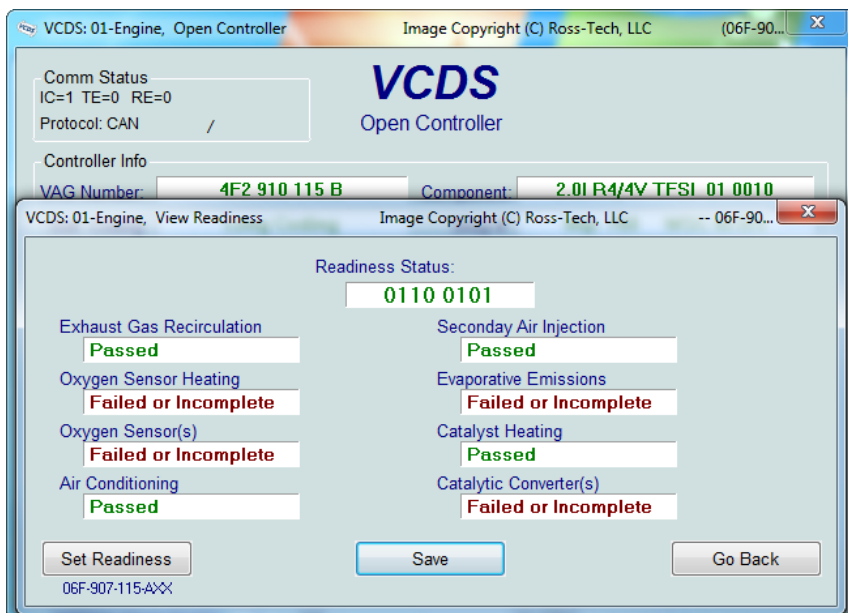 VCDS: 01-Engine, Open Controller Image Copyright (C) Ross-Tech, LLC (06F-90...
Comm Status
IC=1 TE=0 RE=0
Protocol: CAN /
VCDS
Open Controller
Controller Info
VAG Number: 4F2 910 115 B Component: 2.0l R4/4V TFSI 01 0010
VCDS: 01-Engine, View Readiness Image Copyright (C) Ross-Tech, LLC -- 06F-90...
Readiness Status:
0110 0101
Exhaust Gas Recirculation Seconday Air Injection
Passed Passed
Oxygen Sensor Heating Evaporative Emissions
Failed or Incomplete Failed or Incomplete
Oxygen Sensor(s) Catalyst Heating
Failed or Incomplete Passed
Air Conditioning Catalytic Converter(s)
Passed Failed or Incomplete
Set Readiness Save Go Back
06F-907-115-AXX